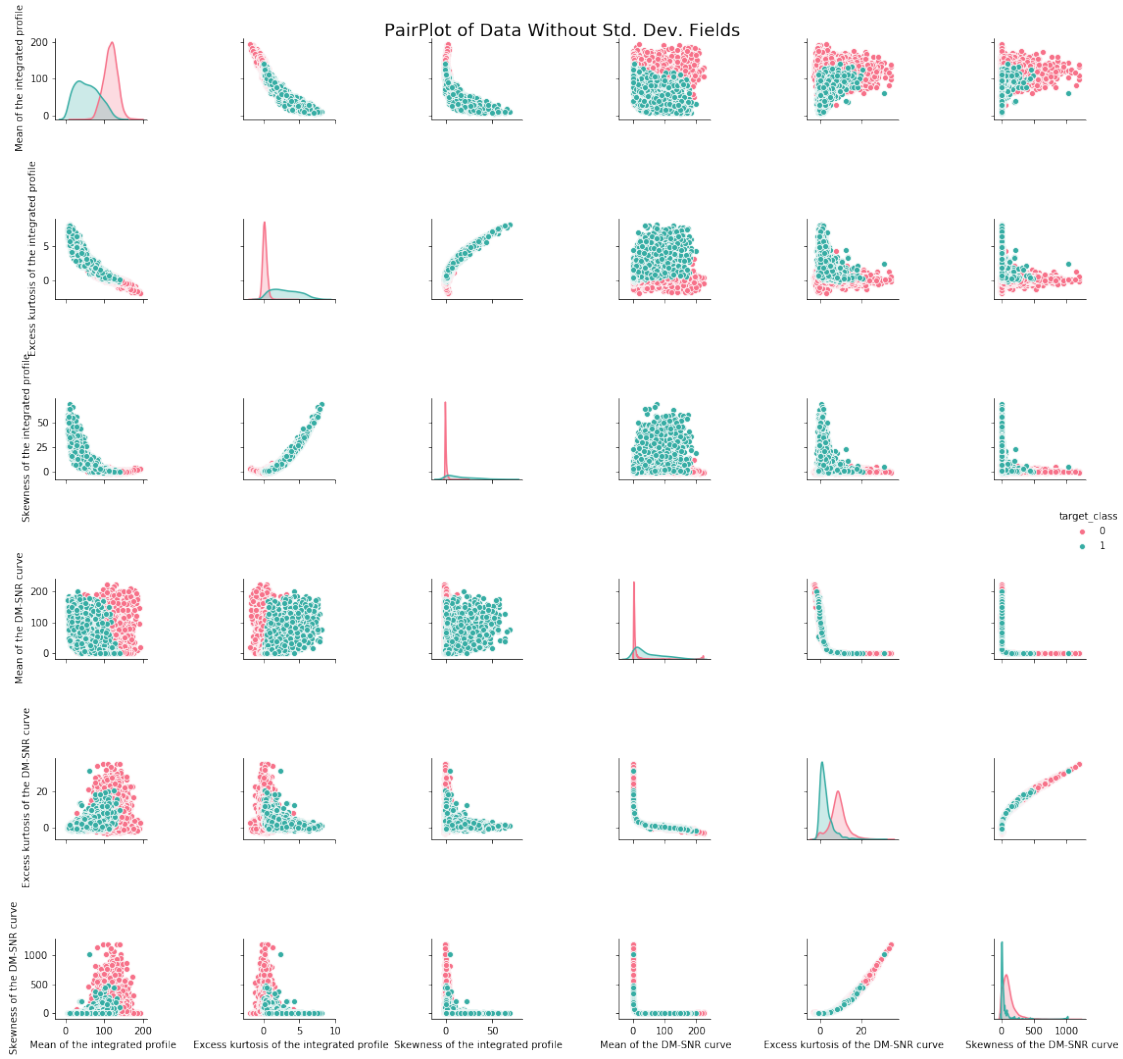 PairPlot of Data Without Std. Dev. Fields
Mean of the integrated profile
200
100
0
Excess kurtosis of the integrated profile
5
0
Skewness of the integrated profile
50
25
0
target_class
0
1
Mean of the DM-SNR curve
200
100
0
Excess kurtosis of the DM-SNR curve
20
0
Skewness of the DM-SNR curve
1000
500
0
0 100 200 0 5 10 0 50 0 100 200 0 20 0 500 1000
Mean of the integrated profile Excess kurtosis of the integrated profile Skewness of the integrated profile Mean of the DM-SNR curve Excess kurtosis of the DM-SNR curve Skewness of the DM-SNR curve